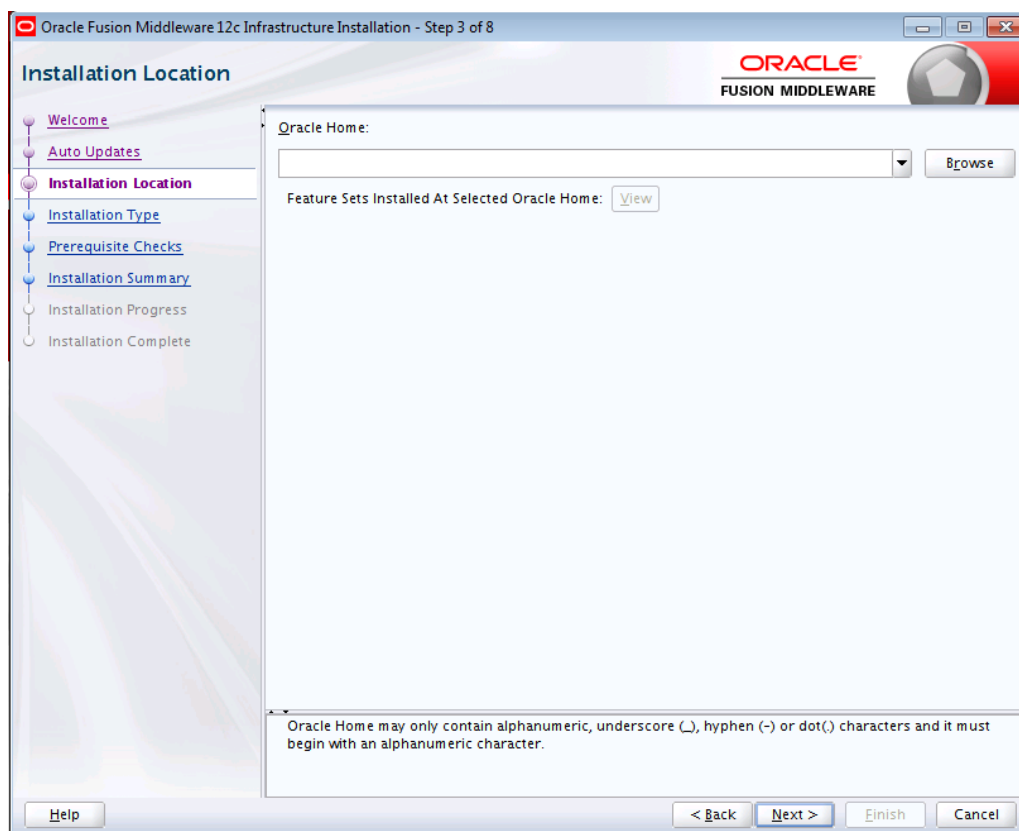 Oracle Fusion Middleware 12c Infrastructure Installation - Step 3 of 8
Installation Location
ORACLE
FUSION MIDDLEWARE
Welcome
Auto Updates
Installation Location
Installation Type
Prerequisite Checks
Installation Summary
Installation Progress
Installation Complete
Oracle Home:
Browse
Feature Sets Installed At Selected Oracle Home: View
Oracle Home may only contain alphanumeric, underscore (_), hyphen (-) or dot(.) characters and it must
begin with an alphanumeric character.
Help
< Back
Next >
Finish
Cancel